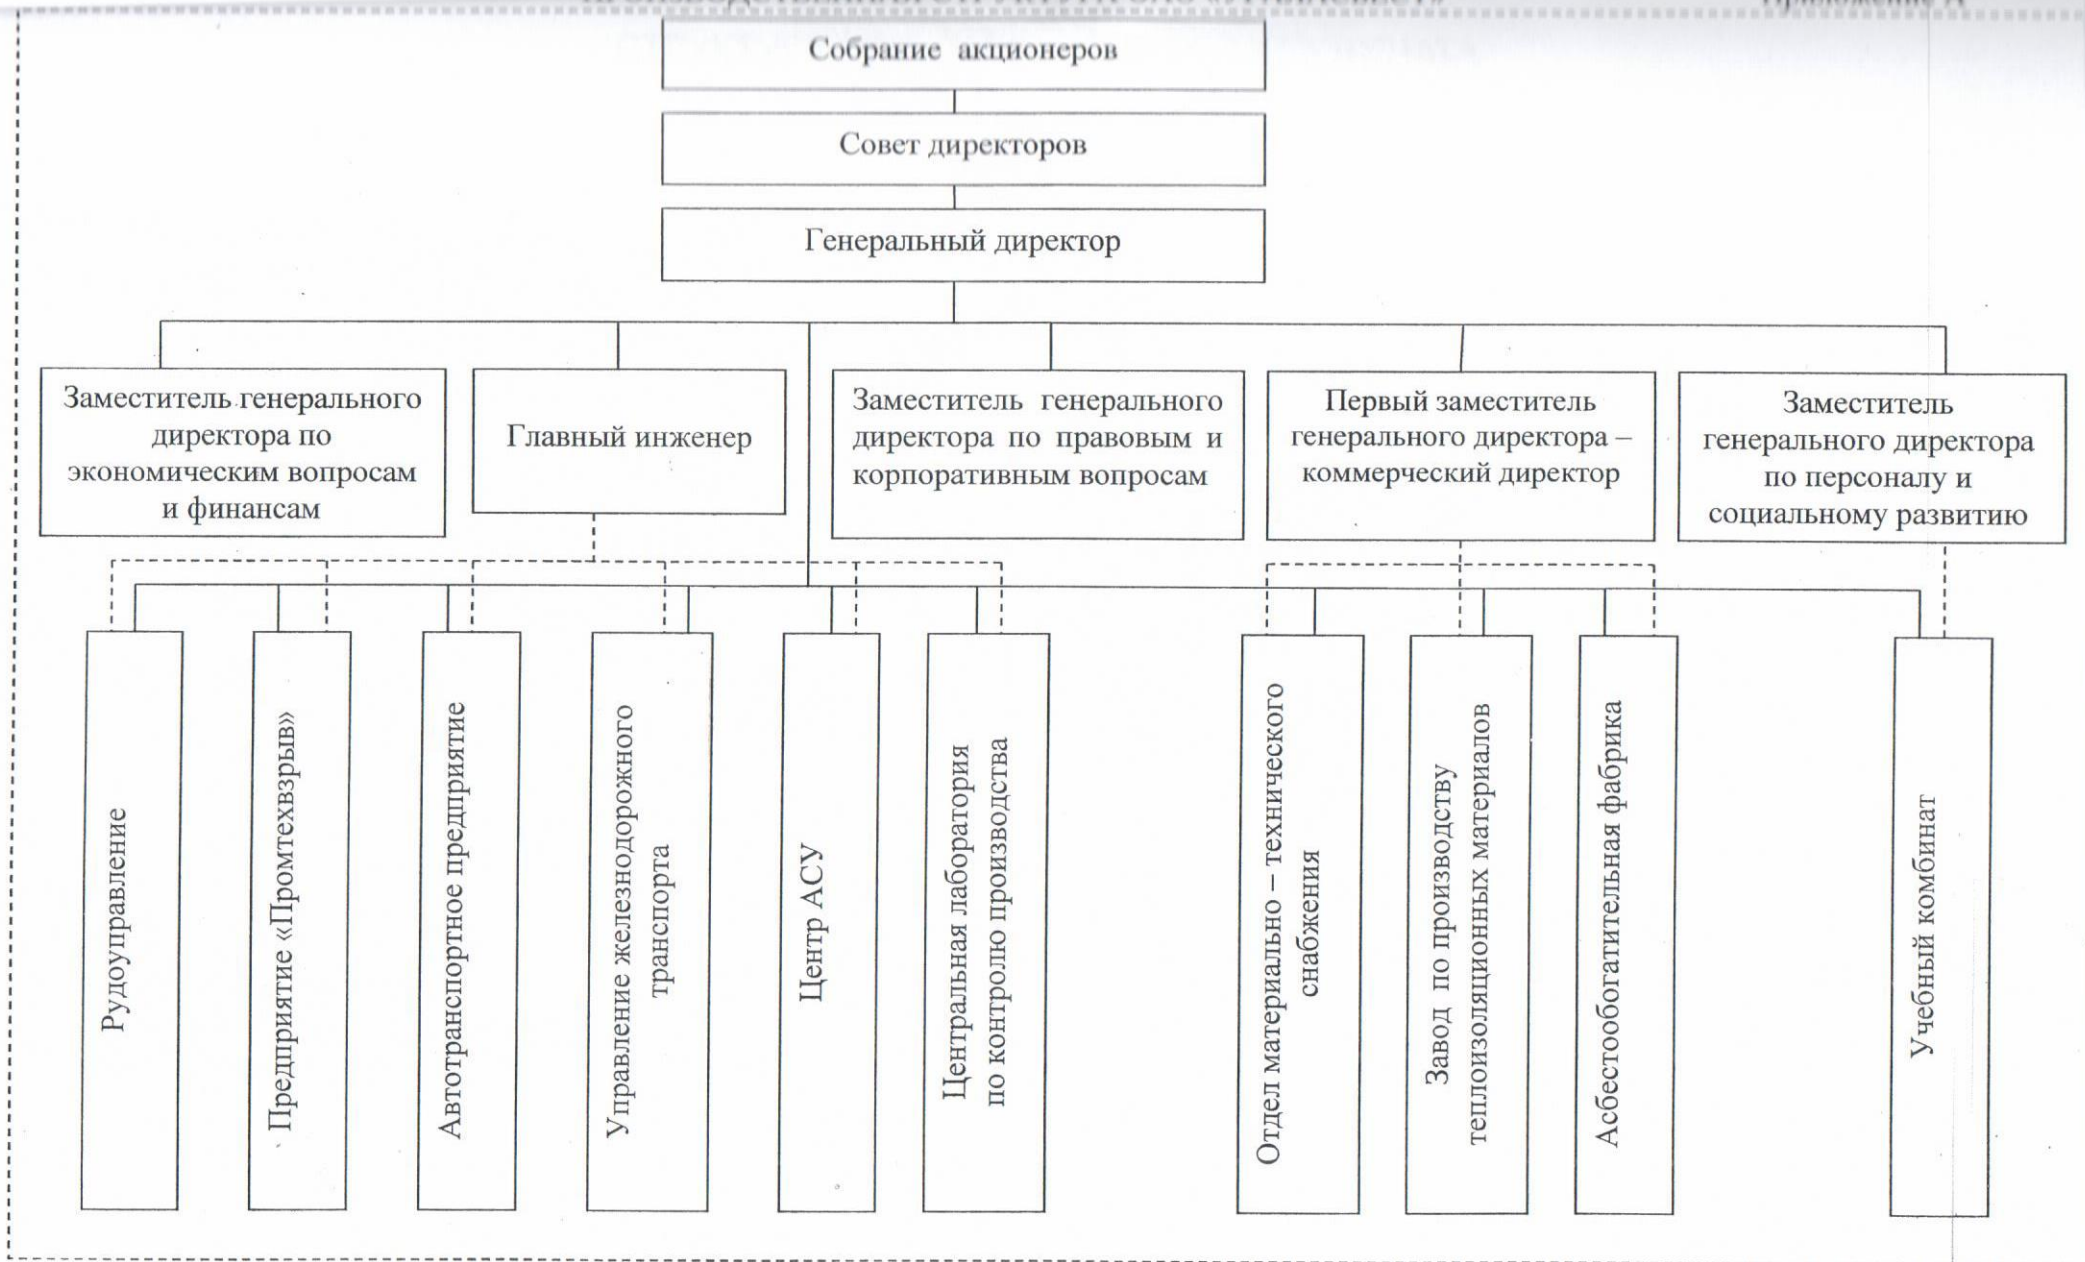 Собрание акционеров
Совет директоров
Генеральный директор
Заместитель генерального
директора по
экономическим вопросам
и финансам
Главный инженер
Заместитель генерального
директора по правовым и
корпоративным вопросам
Первый заместитель
генерального директора –
коммерческий директор
Заместитель
генерального директора
по персоналу и
социальному развитию
Рудоуправление
Предприятие «Промтехвзрыв»
Автотранспортное предприятие
Управление железнодорожного
транспорта
Центр АСУ
Центральная лаборатория
по контролю производства
Отдел материально – технического
снабжения
Завод по производству
теплоизоляционных материалов
Асбестообогатительная фабрика
Учебный комбинат